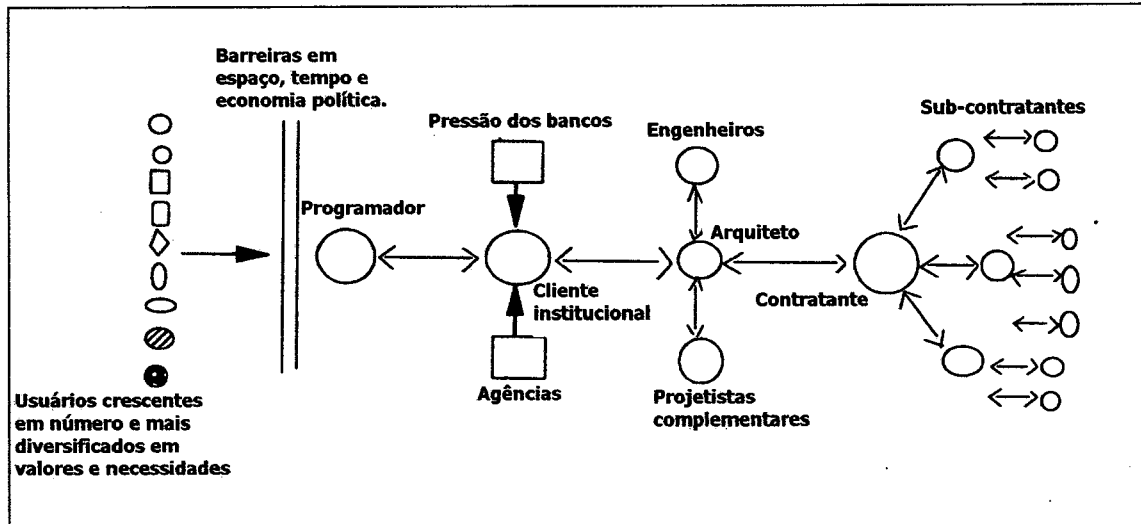 Barreiras em
espaço, tempo e
economia política.
Pressão dos bancos
Engenheiros
Sub-contratantes
Programador
Arquiteto
Cliente
institucional
Contratante
Agências
Projetistas
complementares
Usuários crescentes
em número e mais
diversificados em
valores e necessidades